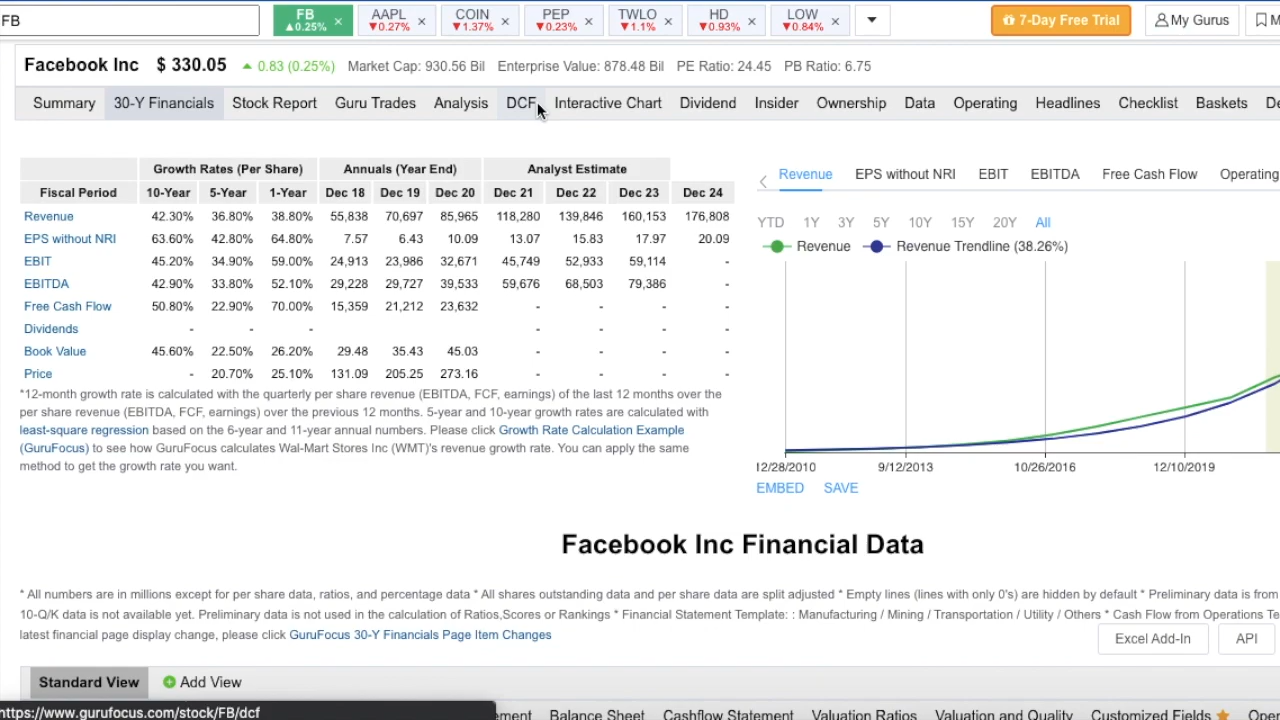 FB
FB × ▲0.25%
AAPL × ▼0.27%
COIN × ▼1.37%
PEP × ▼0.23%
TWLO × ▼1.1%
HD × ▼0.93%
LOW × ▼0.84%
7-Day Free Trial
My Gurus
M
Facebook Inc $ 330.05 ▲ 0.83 (0.25%) Market Cap: 930.56 Bil Enterprise Value: 878.48 Bil PE Ratio: 24.45 PB Ratio: 6.75
Summary 30-Y Financials Stock Report Guru Trades Analysis DCF Interactive Chart Dividend Insider Ownership Data Operating Headlines Checklist Baskets De
Growth Rates (Per Share) Annuals (Year End) Analyst Estimate
Fiscal Period 10-Year 5-Year 1-Year Dec 18 Dec 19 Dec 20 Dec 21 Dec 22 Dec 23 Dec 24
Revenue 42.30% 36.80% 38.80% 55,838 70,697 85,965 118,280 139,846 160,153 176,808
EPS without NRI 63.60% 42.80% 64.80% 7.57 6.43 10.09 13.07 15.83 17.97 20.09
EBIT 45.20% 34.90% 59.00% 24,913 23,986 32,671 45,749 52,933 59,114 -
EBITDA 42.90% 33.80% 52.10% 29,228 29,727 39,533 59,676 68,503 79,386 -
Free Cash Flow 50.80% 22.90% 70.00% 15,359 21,212 23,632 - - - -
Dividends - - - - - - -
Book Value 45.60% 22.50% 26.20% 29.48 35.43 45.03 - - - -
Price - 20.70% 25.10% 131.09 205.25 273.16 - - - -
*12-month growth rate is calculated with the quarterly per share revenue (EBITDA, FCF, earnings) of the last 12 months over the
per share revenue (EBITDA, FCF, earnings) over the previous 12 months. 5-year and 10-year growth rates are calculated with
least-square regression based on the 6-year and 11-year annual numbers. Please click Growth Rate Calculation Example
(GuruFocus) to see how GuruFocus calculates Wal-Mart Stores Inc (WMT)'s revenue growth rate. You can apply the same
method to get the growth rate you want.
Revenue EPS without NRI EBIT EBITDA Free Cash Flow Operating
YTD 1Y 3Y 5Y 10Y 15Y 20Y All
Revenue Revenue Trendline (38.26%)
12/28/2010 9/12/2013 10/26/2016 12/10/2019
EMBED SAVE
Facebook Inc Financial Data
* All numbers are in millions except for per share data, ratios, and percentage data * All shares outstanding data and per share data are split adjusted * Empty lines (lines with only 0's) are hidden by default * Preliminary data is from
10-Q/K data is not available yet. Preliminary data is not used in the calculation of Ratios,Scores or Rankings * Financial Statement Template: : Manufacturing / Mining / Transportation / Utility / Others * Cash Flow from Operations Te
latest financial page display change, please click GuruFocus 30-Y Financials Page Item Changes
Excel Add-In API
Standard View Add View
https://www.gurufocus.com/stock/FB/dcf
ement Balance Sheet Cashflow Statement Valuation Ratios Valuation and Quality Customized Fields Ope